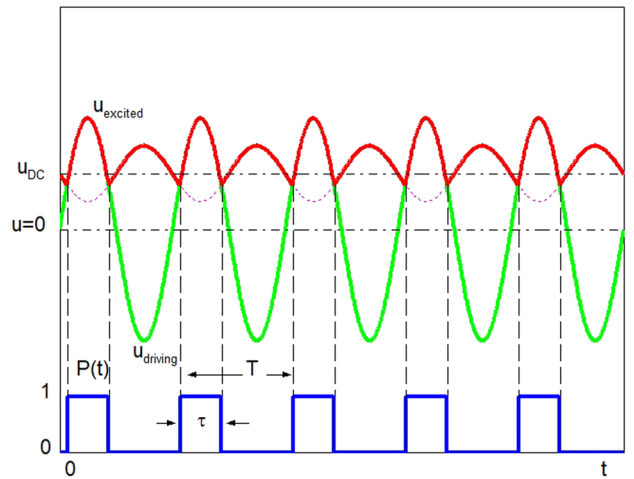 u_excited
u_DC
u=0
u_driving
P(t)
T
1
τ
0
0
t